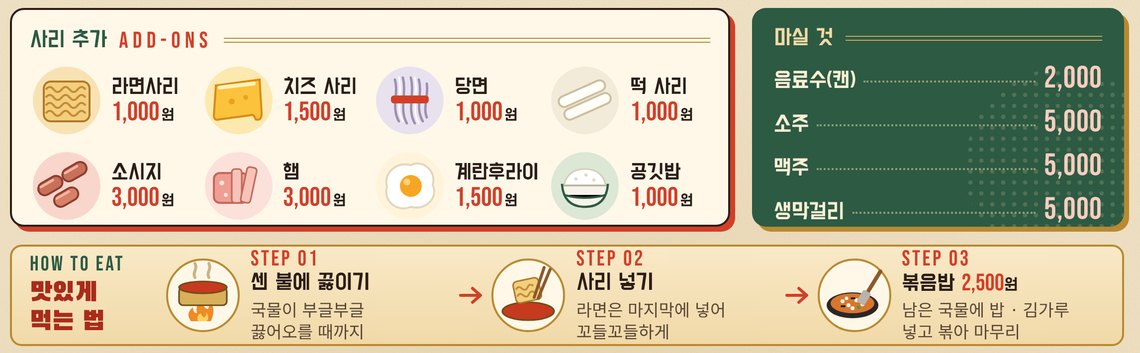 사리 추가 ADD-ONS
라면사리
1,000원
치즈 사리
1,500원
당면
1,000원
떡 사리
1,000원
소시지
3,000원
햄
3,000원
계란후라이
1,500원
공깃밥
1,000원
마실 것
음료수(캔) 2,000
소주 5,000
맥주 5,000
생막걸리 5,000
HOW TO EAT
맛있게
먹는 법
STEP 01
센 불에 끓이기
국물이 부글부글
끓어오를 때까지
STEP 02
사리 넣기
라면은 마지막에 넣어
꼬들꼬들하게
STEP 03
볶음밥 2,500원
남은 국물에 밥 · 김가루
넣고 볶아 마무리